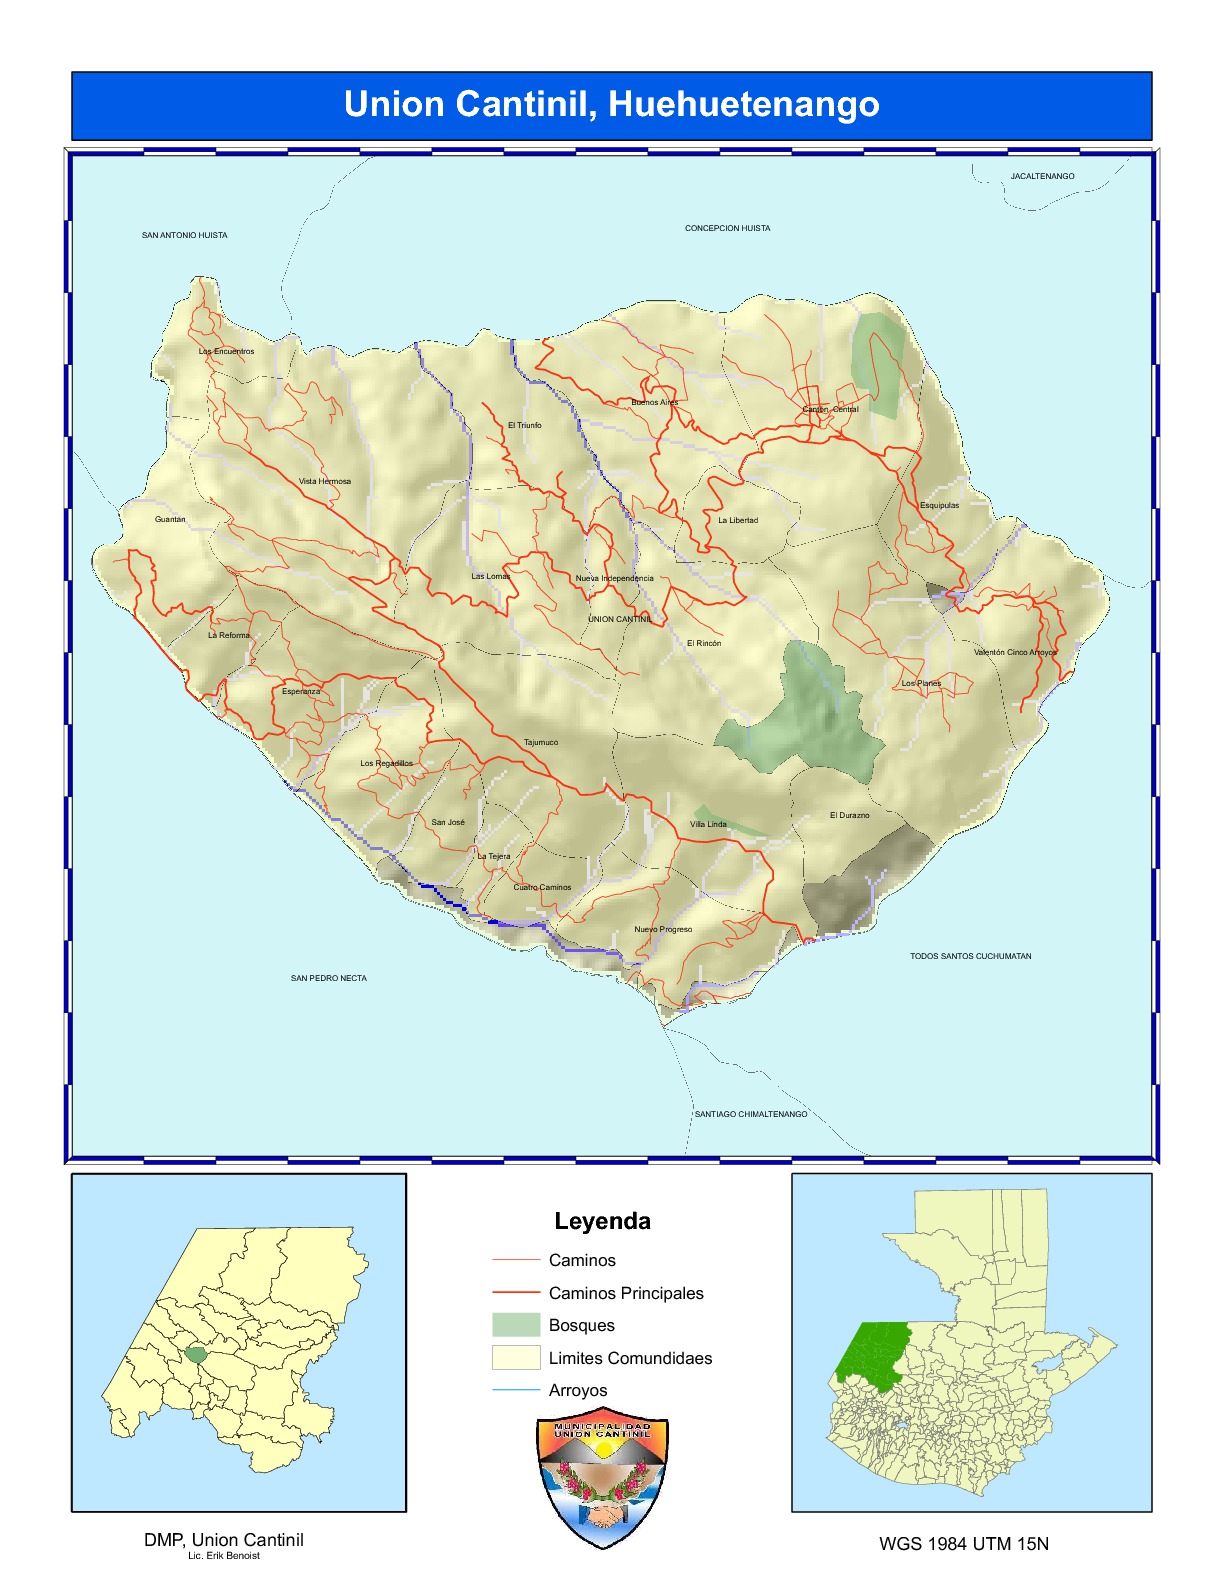 Union Cantinil, Huehuetenango
JACALTENANGO
CONCEPCION HUISTA
SAN ANTONIO HUISTA
Los Encuentros
Buenos Aires
Canton Central
El Triunfo
Vista Hermosa
Esquipulas
Guantan
La Libertad
Las Lomas
Nueva Independencia
UNION CANTINIL
La Reforma
El Rincón
Valentón Cinco Arroyos
Los Planes
Esperanza
Tajumuco
Los Regadillos
El Durazno
San José
Villa Linda
La Tejera
Cuatro Caminos
Nuevo Progreso
TODOS SANTOS CUCHUMATAN
SAN PEDRO NECTA
SANTIAGO CHIMALTENANGO
Leyenda
Caminos
Caminos Principales
Bosques
Limites Comundidaes
Arroyos
MUNICIPALIDAD
UNION CANTINIL
DMP, Union Cantinil
Lic. Erik Benoist
WGS 1984 UTM 15N